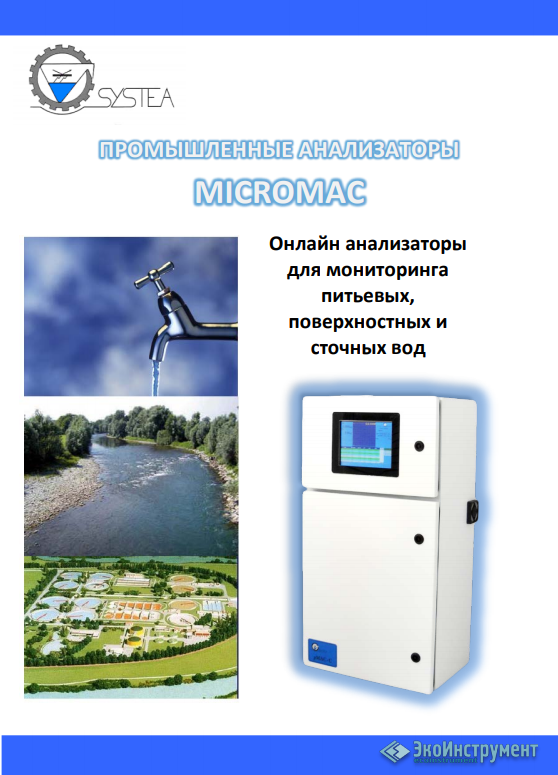 SYSTEA
ПРОМЫШЛЕННЫЕ АНАЛИЗАТОРЫ
MICROMAC
Онлайн анализаторы
для мониторинга
питьевых,
поверхностных и
сточных вод
ЭкоИнструмент